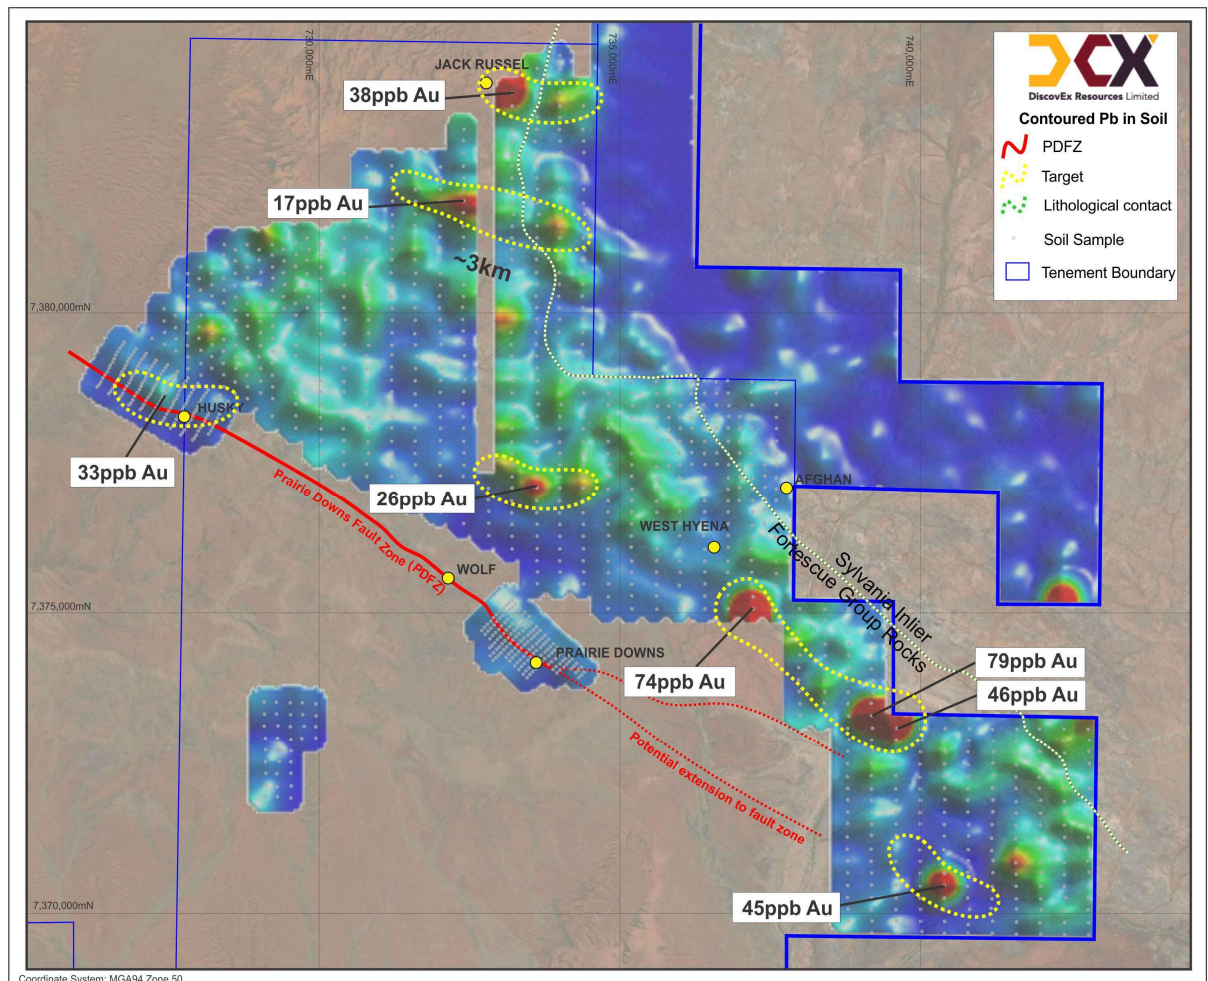 730,000mE
735,000mE
740,000mE
DCX
DiscovEx Resources Limited
Contoured Pb in Soil
PDFZ
Target
Lithological contact
Soil Sample
Tenement Boundary
JACK RUSSEL
38ppb Au
17ppb Au
~3km
7,380,000mN
HUSKY
33ppb Au
Prairie Downs Fault Zone (PDFZ)
26ppb Au
AFGHAN
WEST HYENA
Sylvania Inlier
Fortescue Group Rocks
WOLF
7,375,000mN
PRAIRIE DOWNS
74ppb Au
79ppb Au
46ppb Au
Potential extension to fault zone
45ppb Au
7,370,000mN
Coordinate System: MGA94 Zone 50